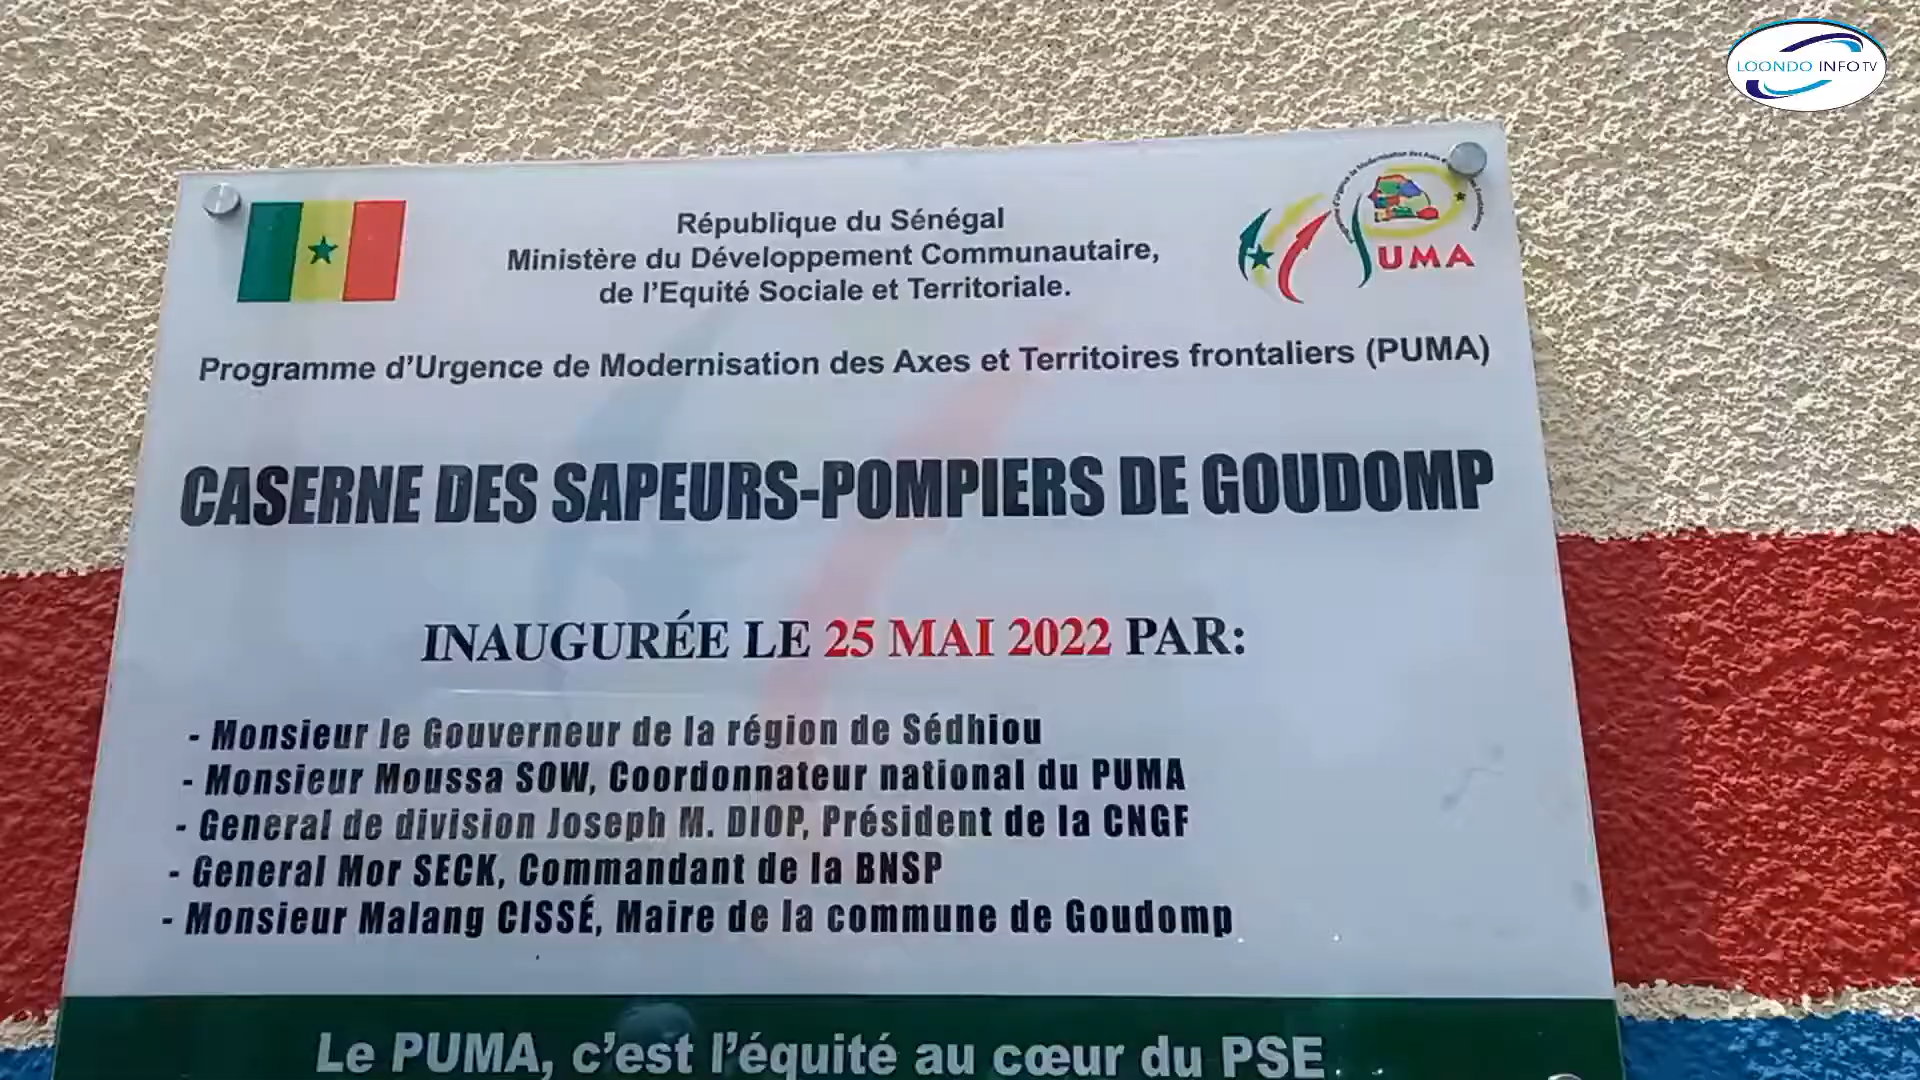 LOONDO INFO TV
République du Sénégal
Ministère du Développement Communautaire,
de l'Equité Sociale et Territoriale.
UMA
Programme d'Urgence de Modernisation des Axes et Territoires frontaliers (PUMA)
CASERNE DES SAPEURS-POMPIERS DE GOUDOMP
INAUGURÉE LE 25 MAI 2022 PAR:
- Monsieur le Gouverneur de la région de Sédhiou
- Monsieur Moussa SOW, Coordonnateur national du PUMA
- General de division Joseph M. DIOP, Président de la CNGF
- General Mor SECK, Commandant de la BNSP
- Monsieur Malang CISSÉ, Maire de la commune de Goudomp
Le PUMA, c'est l'équité au cœur du PSE